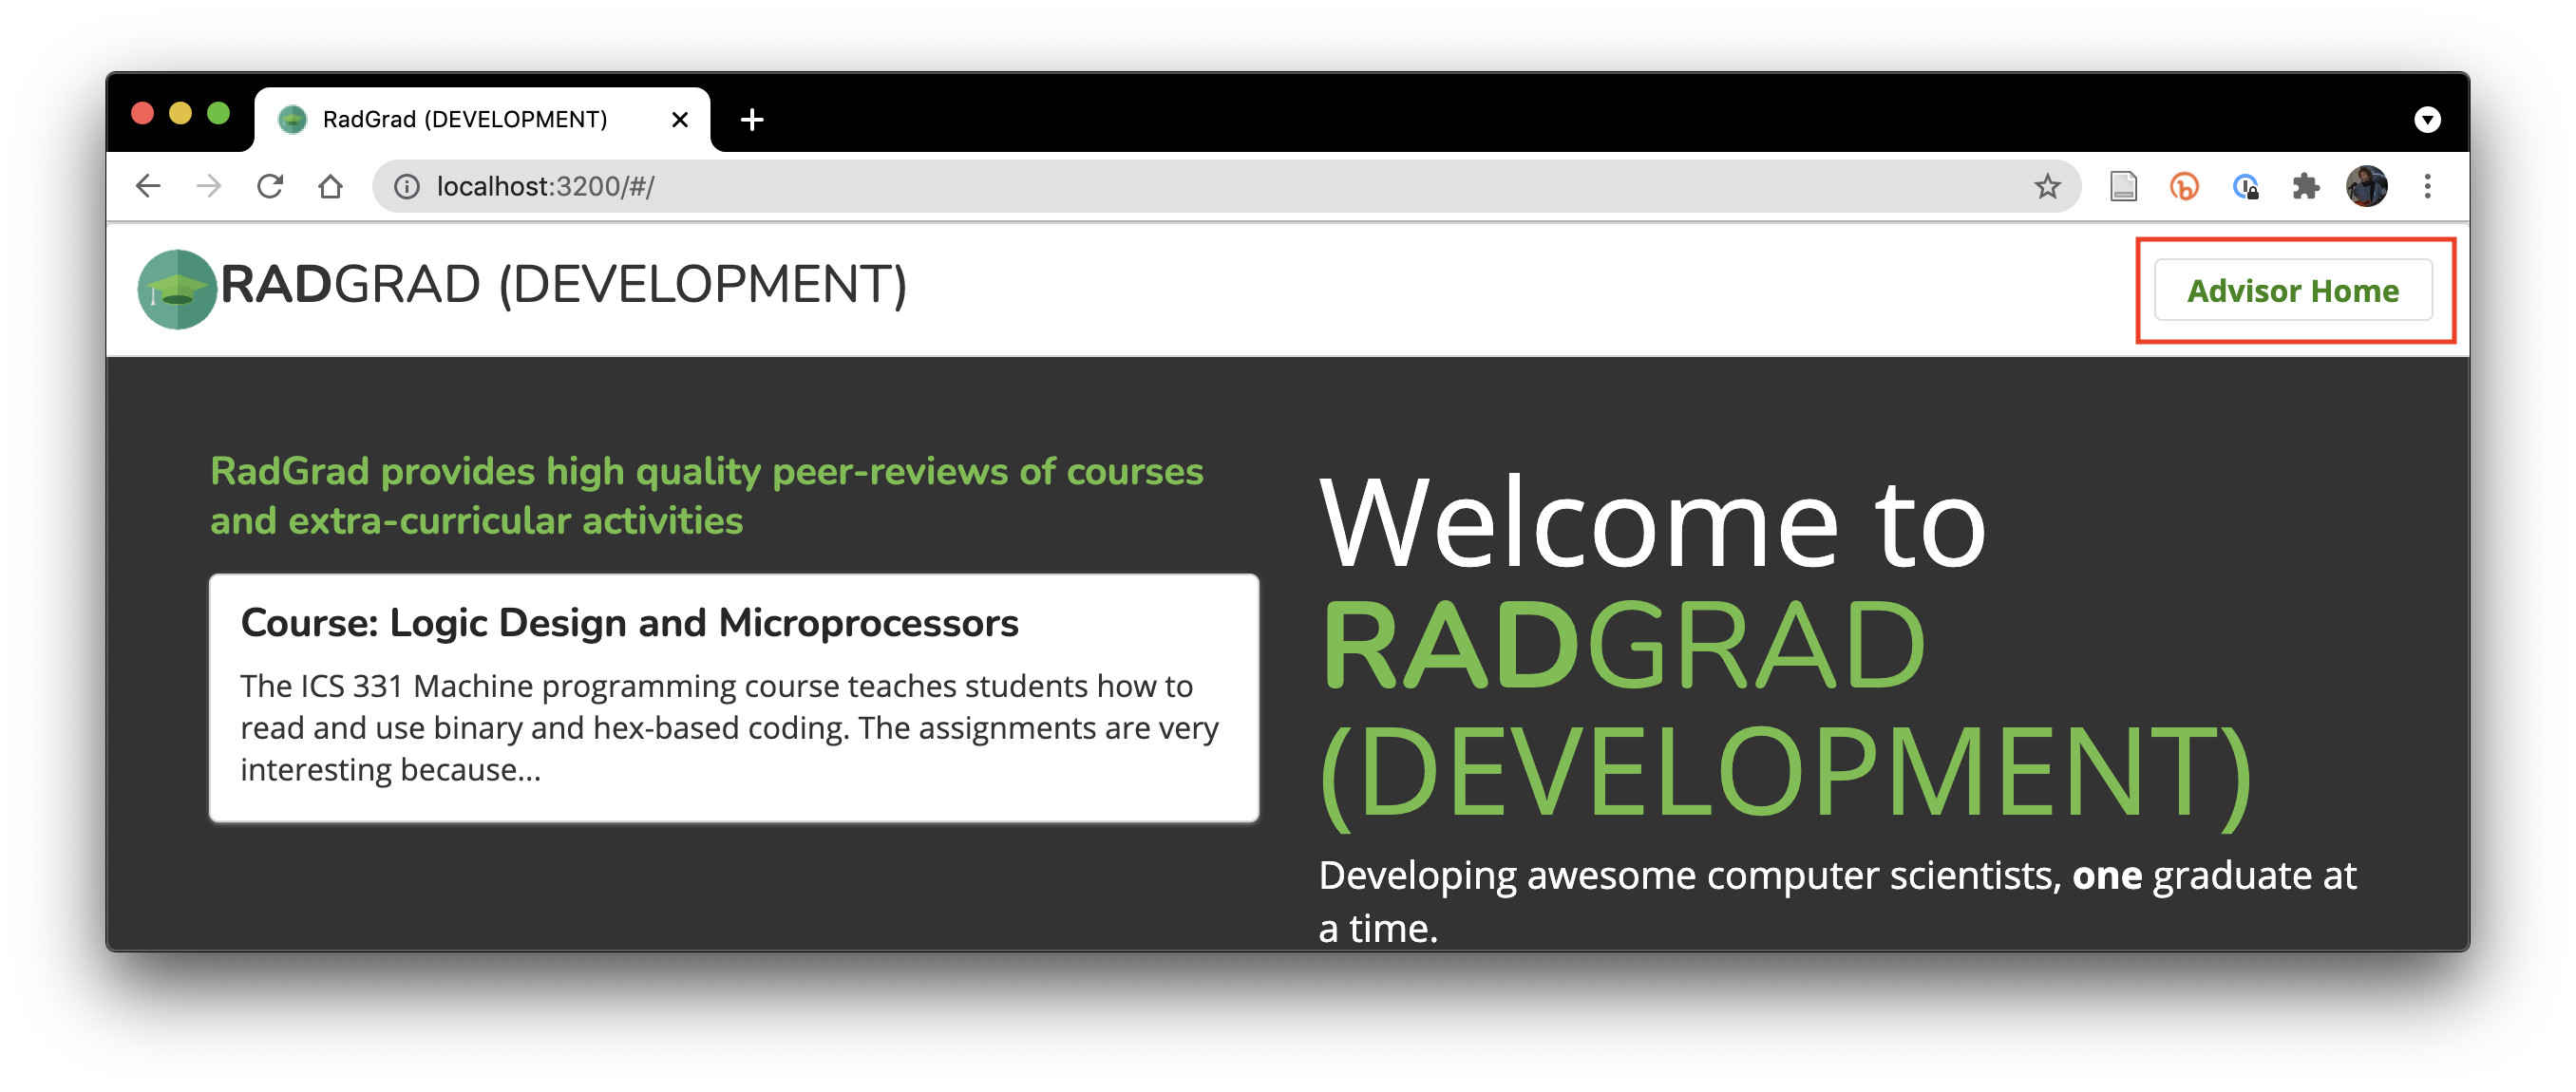 RadGrad (DEVELOPMENT)
localhost:3200/#/
RADGRAD (DEVELOPMENT)
Advisor Home
RadGrad provides high quality peer-reviews of courses
and extra-curricular activities
Course: Logic Design and Microprocessors
The ICS 331 Machine programming course teaches students how to
read and use binary and hex-based coding. The assignments are very
interesting because...
Welcome to
RADGRAD
(DEVELOPMENT)
Developing awesome computer scientists, one graduate at
a time.